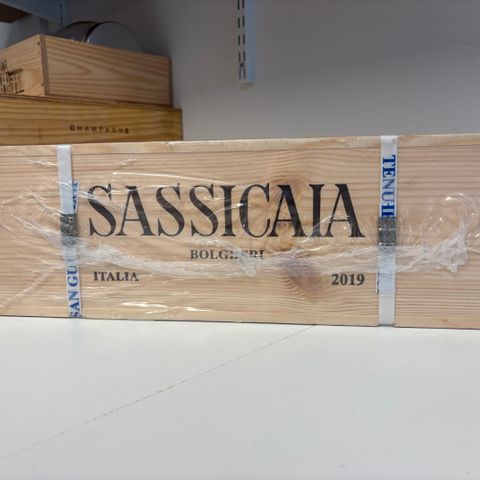 CHAMPAGNE
SASSICAIA
BOLGHERI
ITALIA
2019
SAN GU
TENU